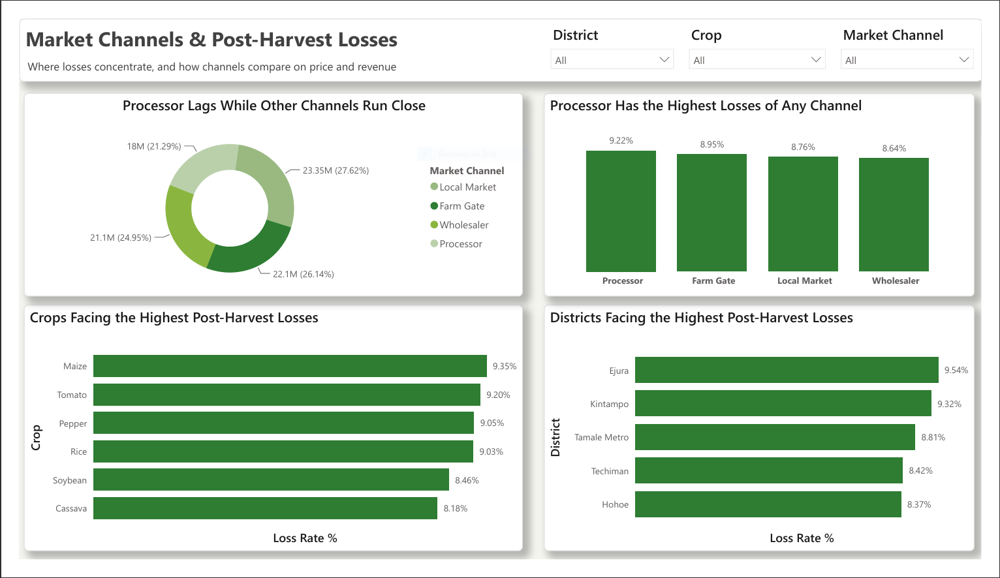 Market Channels & Post-Harvest Losses
Where losses concentrate, and how channels compare on price and revenue
District
Crop
Market Channel
All
All
All
Processor Lags While Other Channels Run Close
18M (21.29%)
23.35M (27.62%)
21.1M (24.95%)
22.1M (26.14%)
Rectangular Snip
Market Channel
Local Market
Farm Gate
Wholesaler
Processor
Processor Has the Highest Losses of Any Channel
9.22%
8.95%
8.76%
8.64%
Processor
Farm Gate
Local Market
Wholesaler
Crops Facing the Highest Post-Harvest Losses
Crop
Maize
9.35%
Tomato
9.20%
Pepper
9.05%
Rice
9.03%
Soybean
8.46%
Cassava
8.18%
Loss Rate %
Districts Facing the Highest Post-Harvest Losses
District
Ejura
9.54%
Kintampo
9.32%
Tamale Metro
8.81%
Techiman
8.42%
Hohoe
8.37%
Loss Rate %